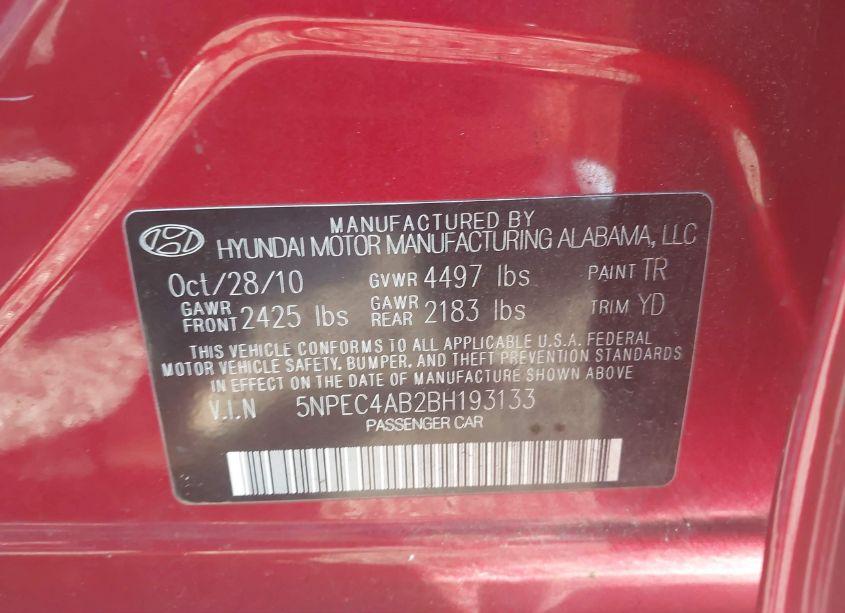 MANUFACTURED BY
HYUNDAI MOTOR MANUFACTURING ALABAMA, LLC
Oct/28/10 GVWR 4497 lbs PAINT TR
GAWR FRONT 2425 lbs GAWR REAR 2183 lbs TRIM YD
THIS VEHICLE CONFORMS TO ALL APPLICABLE U.S.A. FEDERAL
MOTOR VEHICLE SAFETY, BUMPER, AND THEFT PREVENTION STANDARDS
IN EFFECT ON THE DATE OF MANUFACTURE SHOWN ABOVE
V.I.N 5NPEC4AB2BH193133
PASSENGER CAR